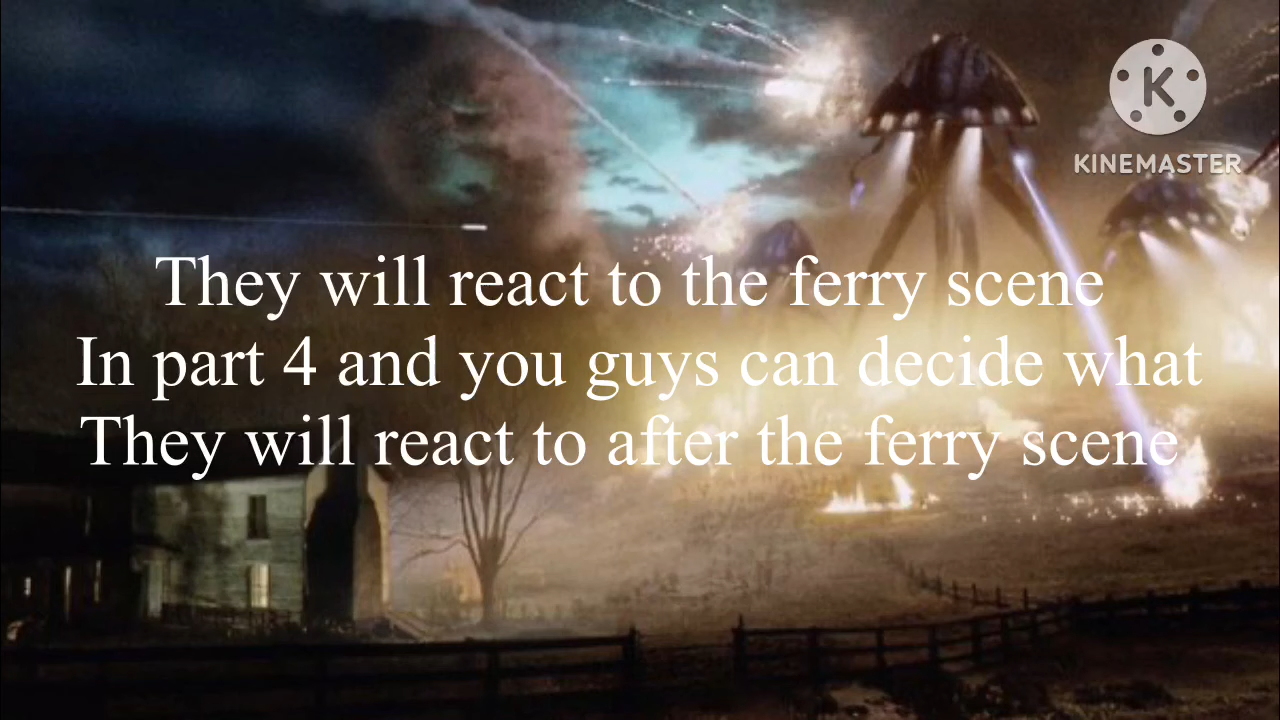 K
KINEMASTER
They will react to the ferry scene
In part 4 and you guys can decide what
They will react to after the ferry scene